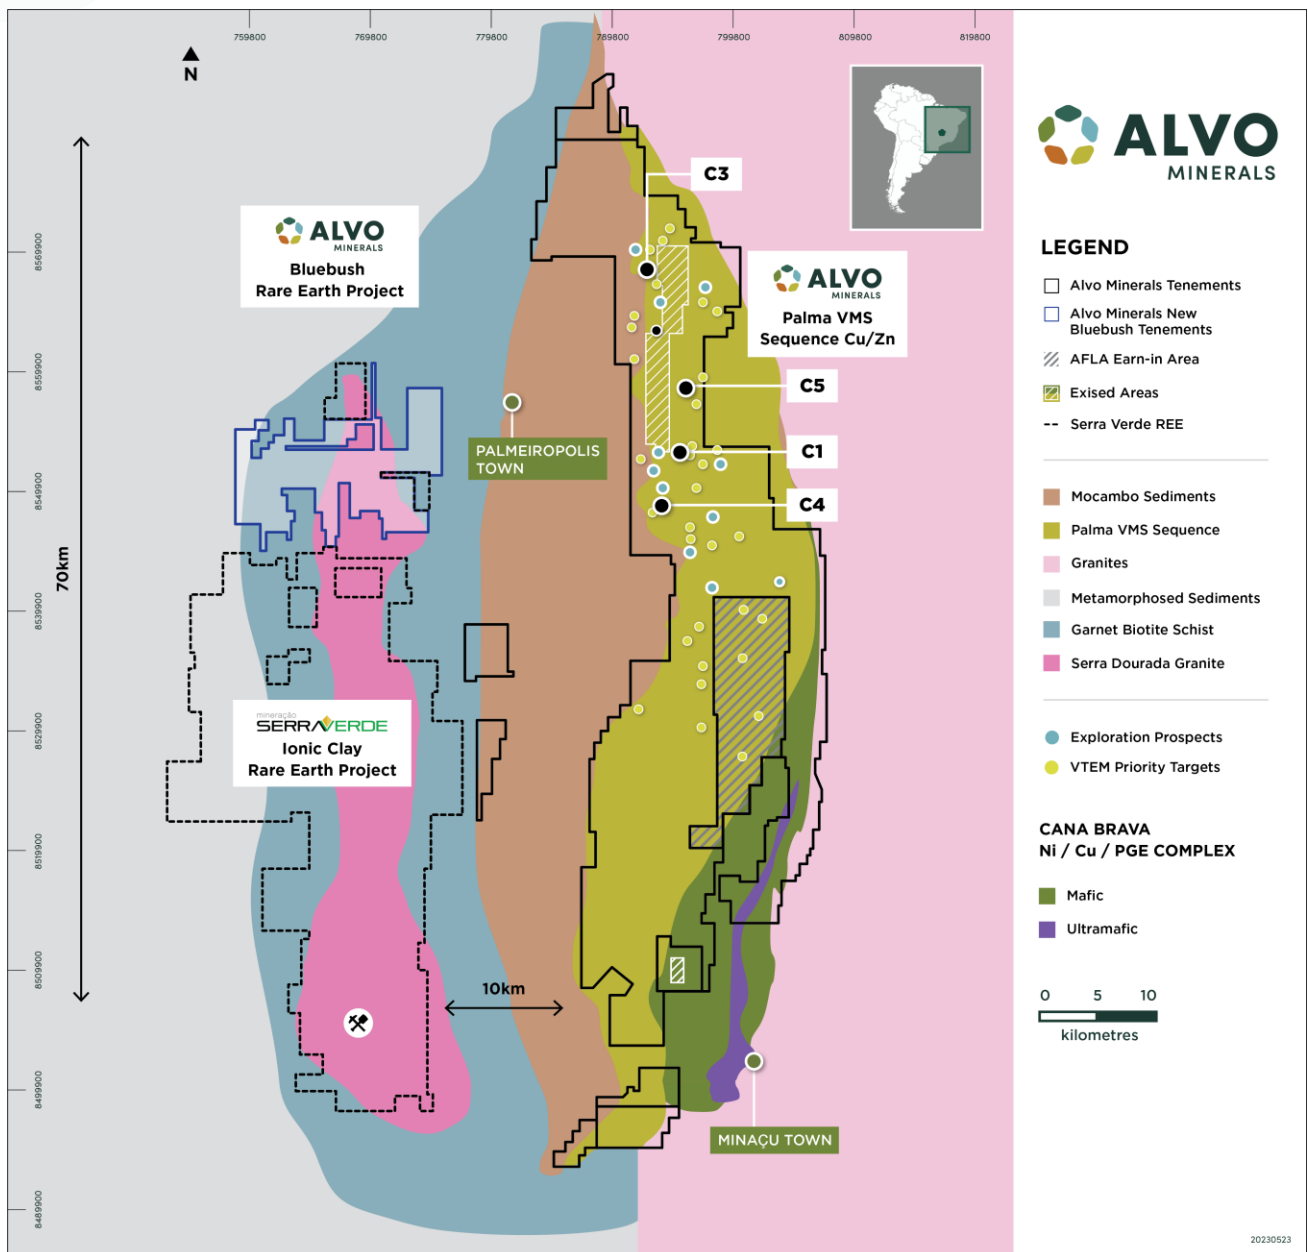 759800
769800
779800
789800
799800
809800
819800
N
C3
ALVO
MINERALS
Bluebush
Rare Earth Project
ALVO
MINERALS
Palma VMS
Sequence Cu/Zn
C5
C1
C4
PALMEIROPOLIS
TOWN
mineração
SERRA VERDE
Ionic Clay
Rare Earth Project
70km
10km
MINAÇU TOWN
8569900
8559900
8549900
8539900
8529900
8519900
8509900
8499900
8489900
ALVO
MINERALS
LEGEND
Alvo Minerals Tenements
Alvo Minerals New
Bluebush Tenements
AFLA Earn-in Area
Exised Areas
Serra Verde REE
Mocambo Sediments
Palma VMS Sequence
Granites
Metamorphosed Sediments
Garnet Biotite Schist
Serra Dourada Granite
Exploration Prospects
VTEM Priority Targets
CANA BRAVA
Ni / Cu / PGE COMPLEX
Mafic
Ultramafic
0 5 10
kilometres
20230523